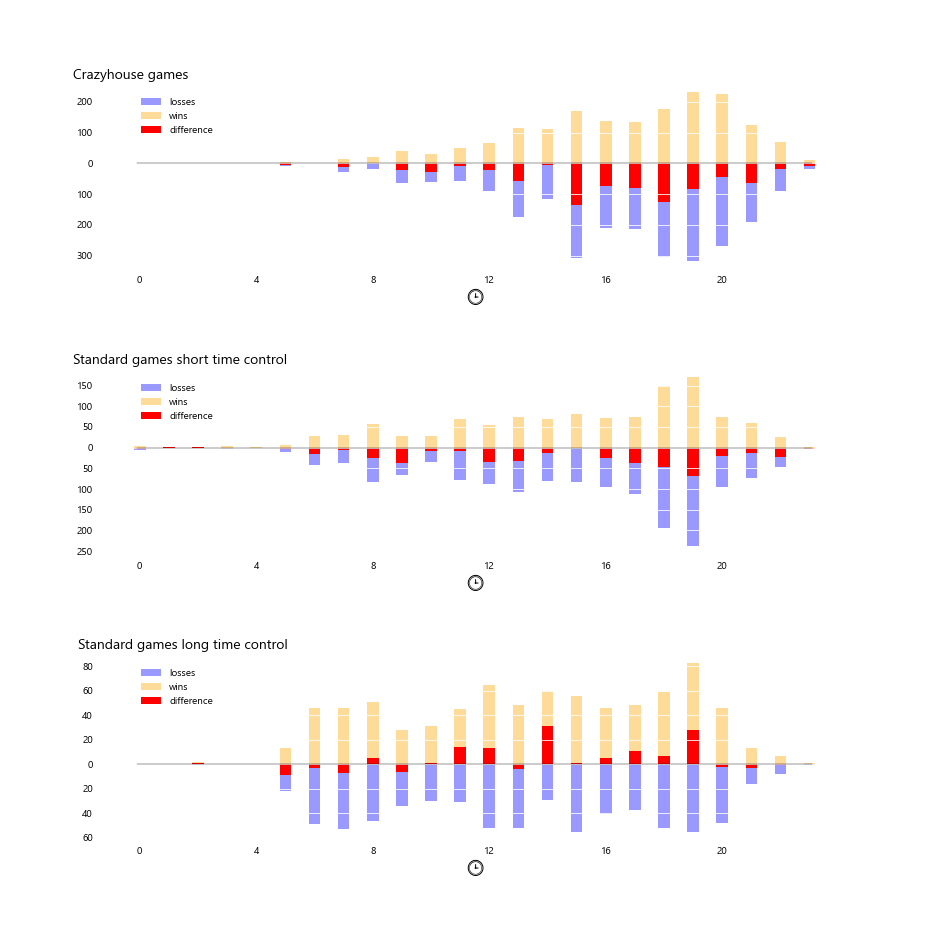 Crazyhouse games
losses
wins
difference
200
100
0
100
200
300
0 4 8 12 16 20
Standard games short time control
losses
wins
difference
150
100
50
0
50
100
150
200
250
0 4 8 12 16 20
Standard games long time control
losses
wins
difference
80
60
40
20
0
20
40
60
0 4 8 12 16 20